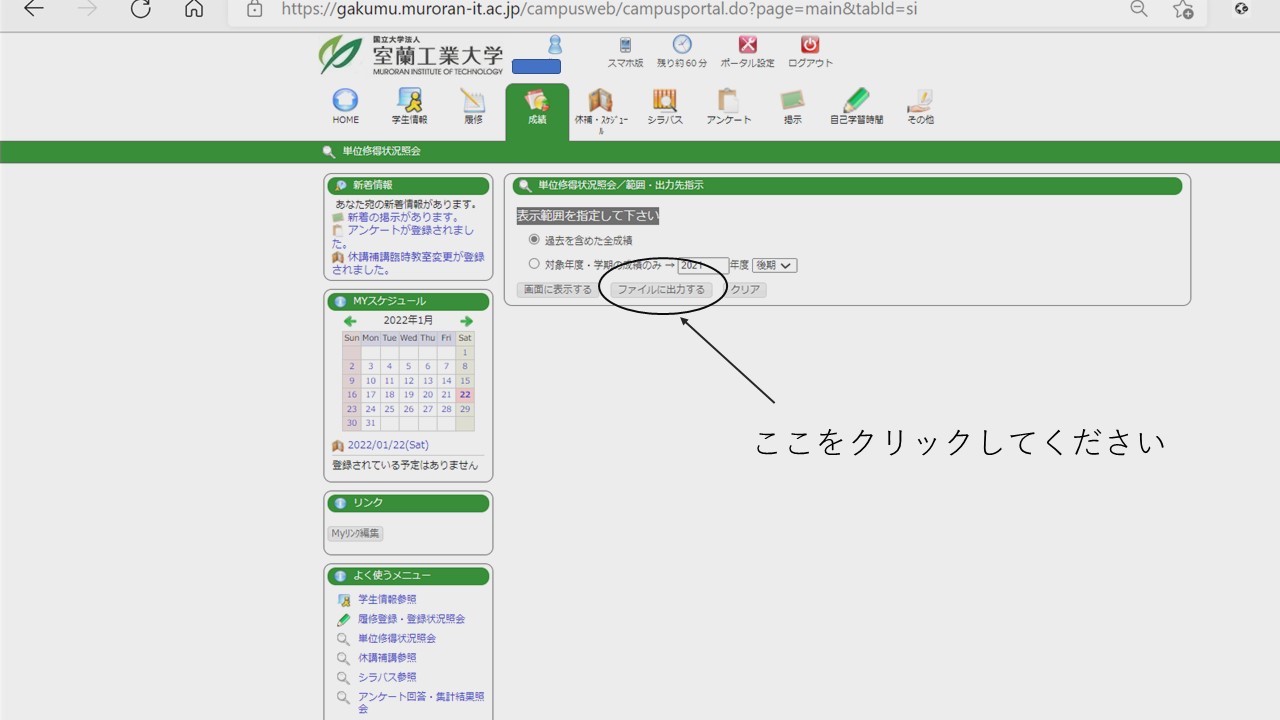 https://gakumu.muroran-it.ac.jp/campusweb/campusportal.do?page=main&tabId=si
国立大学法人
室蘭工業大学
MURORAN INSTITUTE OF TECHNOLOGY
スマホ版 残り約60分 ポータル設定 ログアウト
HOME 学生情報 履修 成績 休補・ｽｹｼﾞｭｰﾙ シラバス アンケート 掲示 自己学習時間 その他
単位修得状況照会
新着情報
あなた宛の新着情報があります。
新着の掲示があります。
アンケートが登録されまし
た。
休講補講臨時教室変更が登録
されました。
単位修得状況照会／範囲・出力先指示
表示範囲を指定して下さい
過去を含めた全成績
対象年度・学期の成績のみ → 2021 年度 後期
画面に表示する ファイルに出力する クリア
ここをクリックしてください
MYスケジュール
2022年1月
Sun Mon Tue Wed Thu Fri Sat
1
2 3 4 5 6 7 8
9 10 11 12 13 14 15
16 17 18 19 20 21 22
23 24 25 26 27 28 29
30 31
2022/01/22(Sat)
登録されている予定はありません
リンク
Myﾘﾝｸ編集
よく使うメニュー
学生情報参照
履修登録・登録状況照会
単位修得状況照会
休講補講参照
シラバス参照
アンケート回答・集計結果照
会